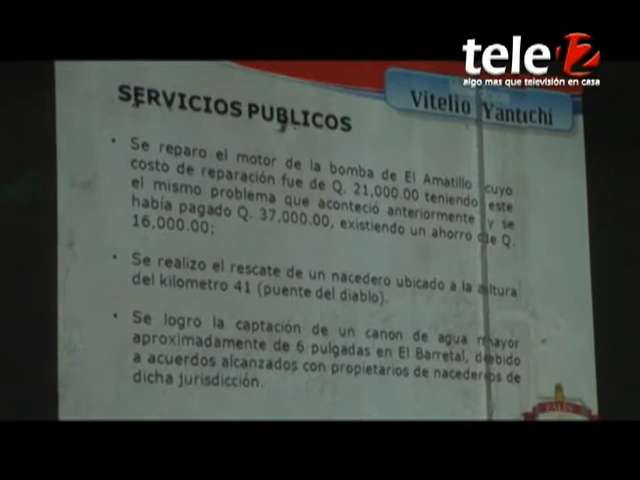 tele 12
algo mas que televisión en casa
Vitelio Yantichi
SERVICIOS PUBLICOS
• Se reparo el motor de la bomba de El Amatillo cuyo
costo de reparación fue de Q. 21,000.00 teniendo este
el mismo problema que aconteció anteriormente y se
había pagado Q. 37,000.00, existiendo un ahorro de Q.
16,000.00;
• Se realizo el rescate de un nacedero ubicado a la altura
del kilometro 41 (puente del diablo).
• Se logro la captación de un canon de agua mayor
aproximadamente de 6 pulgadas en El Barretal, debido
a acuerdos alcanzados con propietarios de nacederos de
dicha jurisdicción.